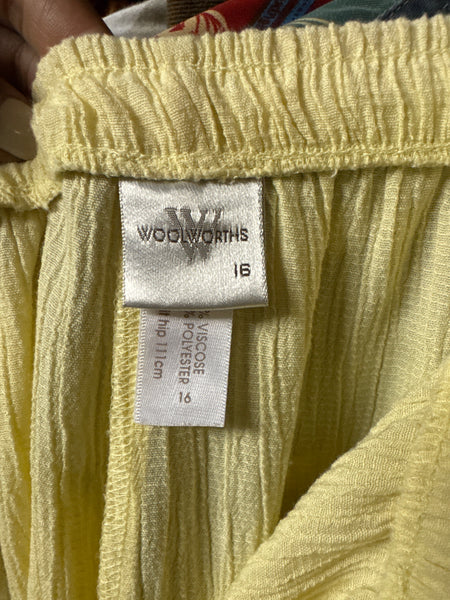 W
WOOLWORTHS
16
% VISCOSE
% POLYESTER
hip 111cm
16